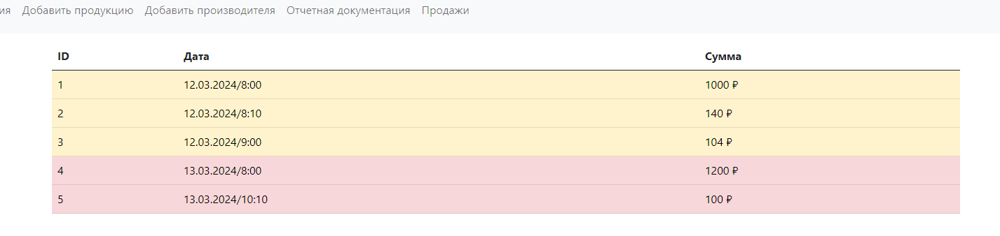 ия Добавить продукцию Добавить производителя Отчетная документация Продажи
ID Дата Сумма
1 12.03.2024/8:00 1000 ₽
2 12.03.2024/8:10 140 ₽
3 12.03.2024/9:00 104 ₽
4 13.03.2024/8:00 1200 ₽
5 13.03.2024/10:10 100 ₽